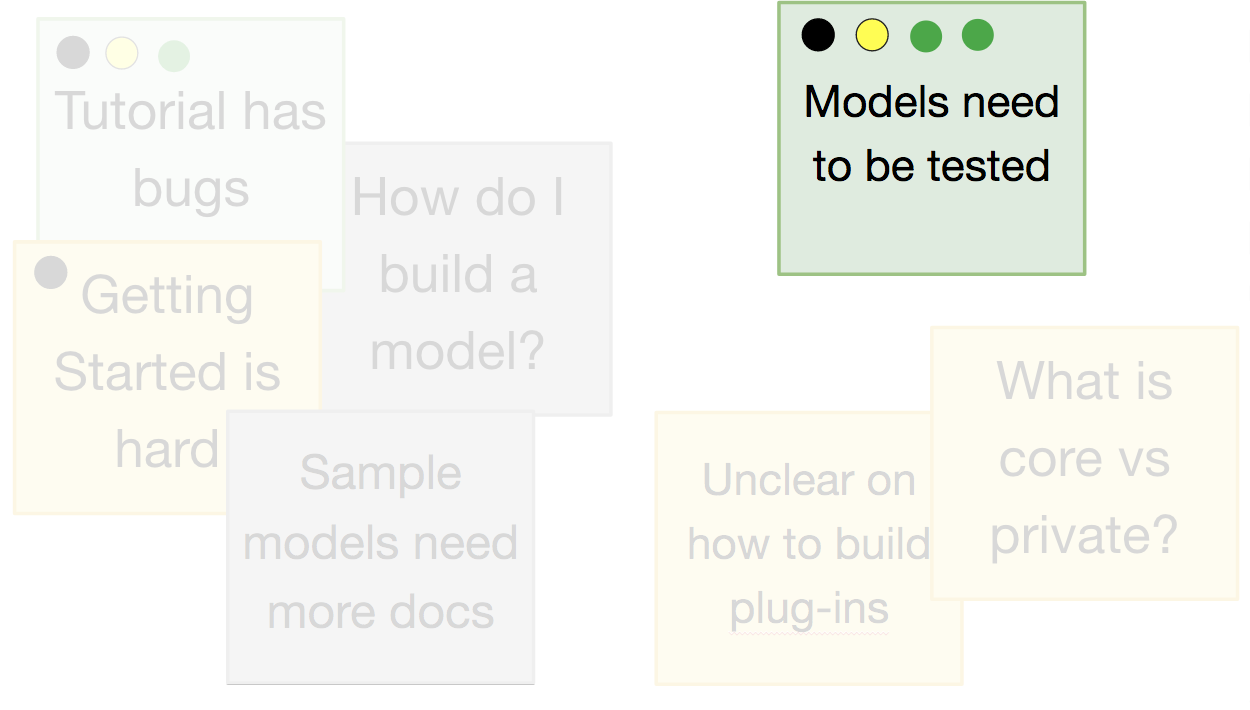 Tutorial has
bugs
How do I
build a
model?
Getting
Started is
hard
Sample
models need
more docs
Models need
to be tested
Unclear on
how to build
plug-ins
What is
core vs
private?